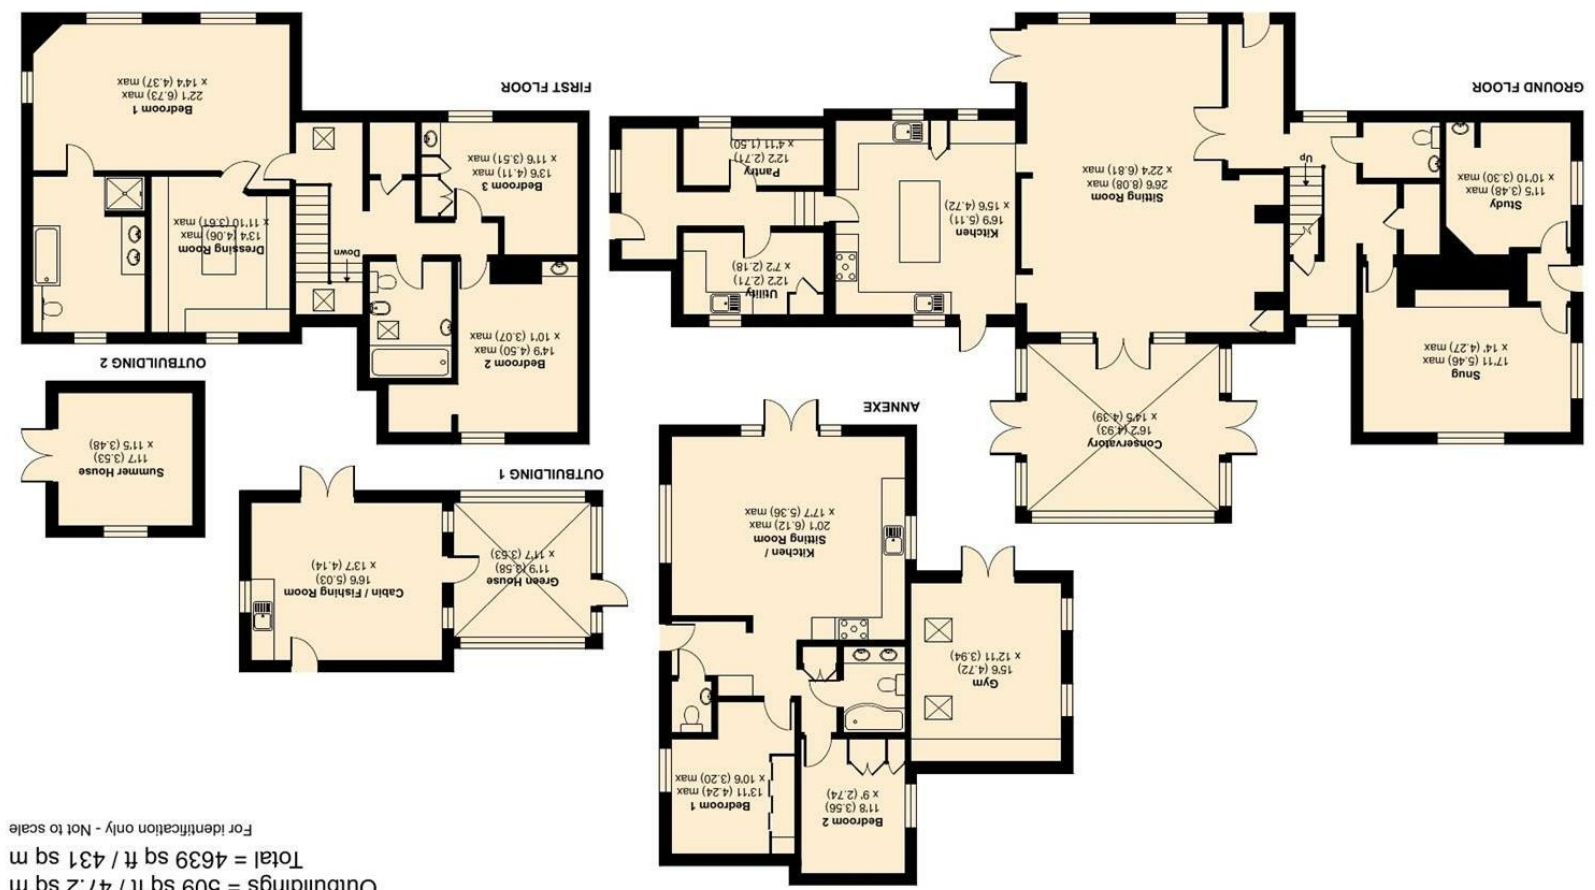 Outbuildings = 509 sq ft / 47.2 sq m
Total = 4639 sq ft / 431 sq m
For identification only - Not to scale
Bedroom 2
11'8 (3.56)
x 9' (2.74)
Bedroom 1
13'11 (4.24) max
x 10'6 (3.20) max
Gym
15'6 (4.72)
x 12'11 (3.94)
Kitchen /
Sitting Room
20'1 (6.12) max
x 17'7 (5.36) max
ANNEXE
Green House
11'9 (3.58)
x 11'7 (3.53)
Cabin / Fishing Room
16'6 (5.03)
x 13'7 (4.14)
OUTBUILDING 1
Summer House
11'7 (3.53)
x 11'5 (3.48)
OUTBUILDING 2
Snug
17'11 (5.46) max
x 14' (4.27) max
Conservatory
16'2 (4.93)
x 14'5 (4.39)
Study
11'5 (3.48) max
x 10'10 (3.30) max
Up
Sitting Room
26'6 (8.08) max
x 22'4 (6.81) max
Kitchen
16'9 (5.11)
x 15'6 (4.72)
Utility
12'2 (2.71)
x 7'2 (2.18)
Pantry
12'2 (2.71)
x 4'11 (1.50)
GROUND FLOOR
Bedroom 2
14'9 (4.50) max
x 10'1 (3.07) max
Down
Bedroom 3
13'6 (4.11) max
x 11'6 (3.51) max
Dressing Room
13'4 (4.06) max
x 11'10 (3.61) max
Bedroom 1
22'1 (6.73) max
x 14'4 (4.37) max
FIRST FLOOR